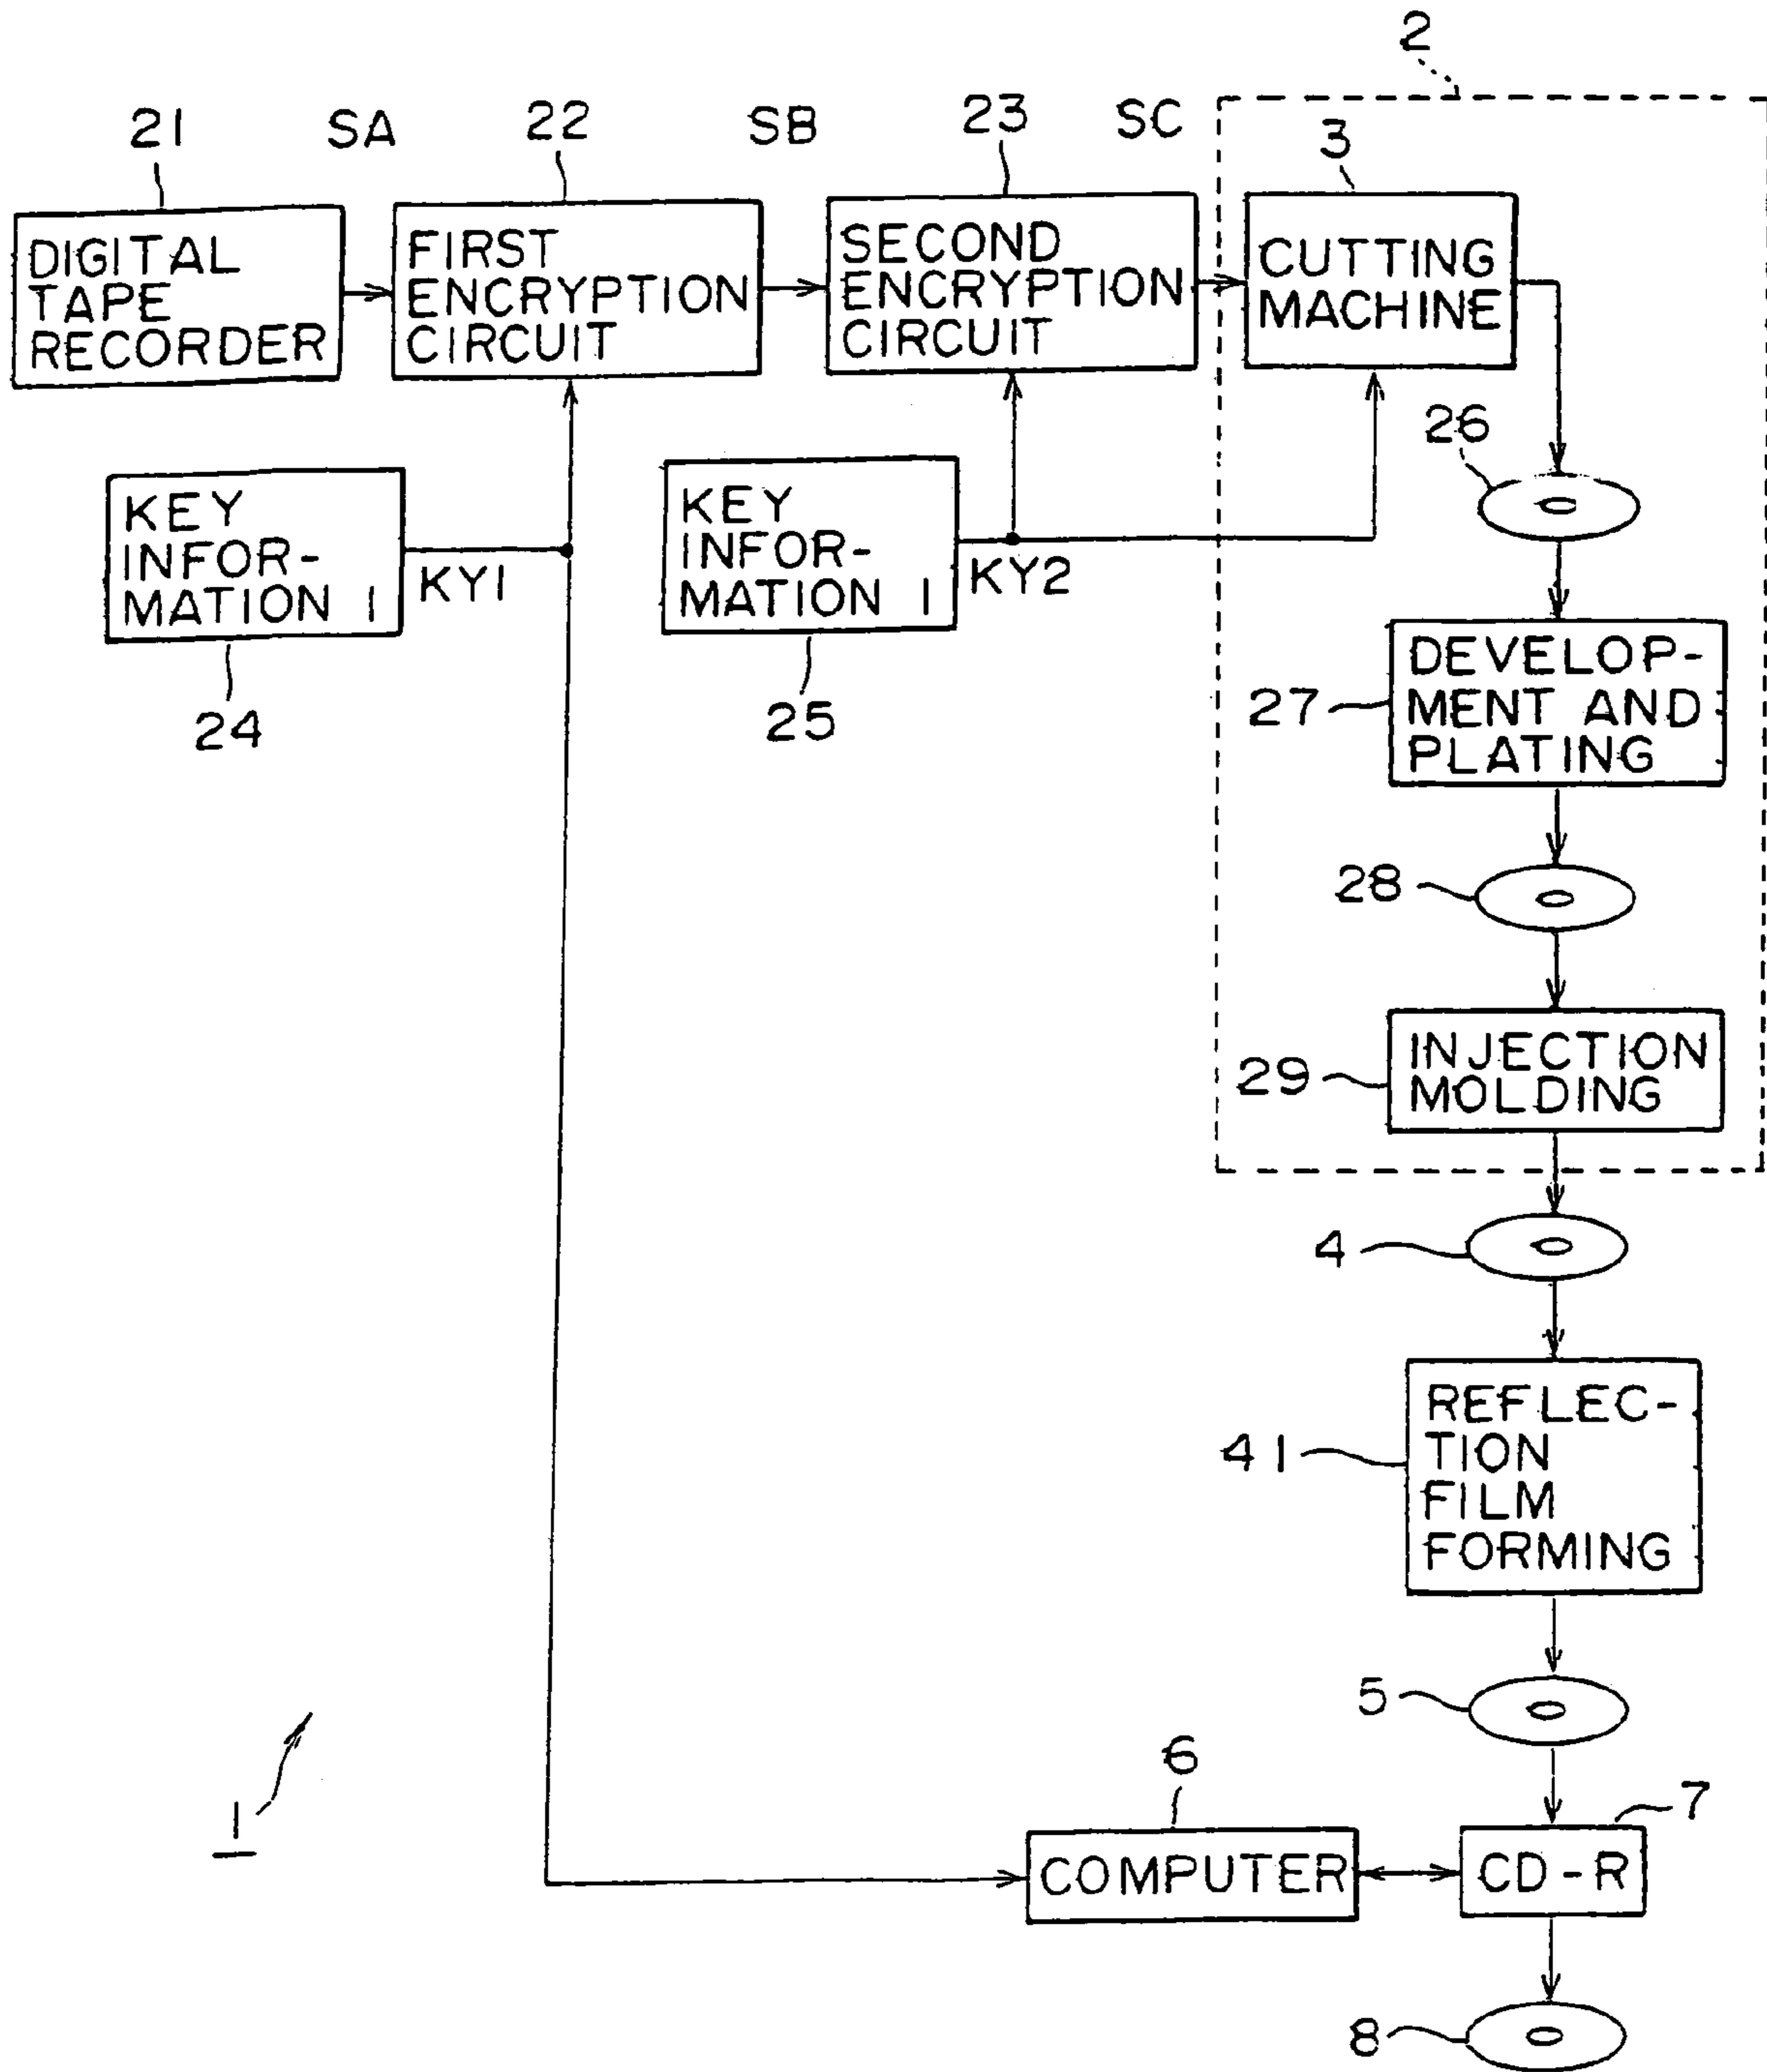 2
21
SA
22
SB
23
SC
3
DIGITAL
TAPE
RECORDER
FIRST
ENCRYPTION
CIRCUIT
SECOND
ENCRYPTION
CIRCUIT
CUTTING
MACHINE
26
KEY
INFOR-
MATION 1
KY1
24
KEY
INFOR-
MATION 1
KY2
25
27
DEVELOP-
MENT AND
PLATING
28
29
INJECTION
MOLDING
4
41
REFLEC-
TION
FILM
FORMING
5
1
6
COMPUTER
7
CD-R
8